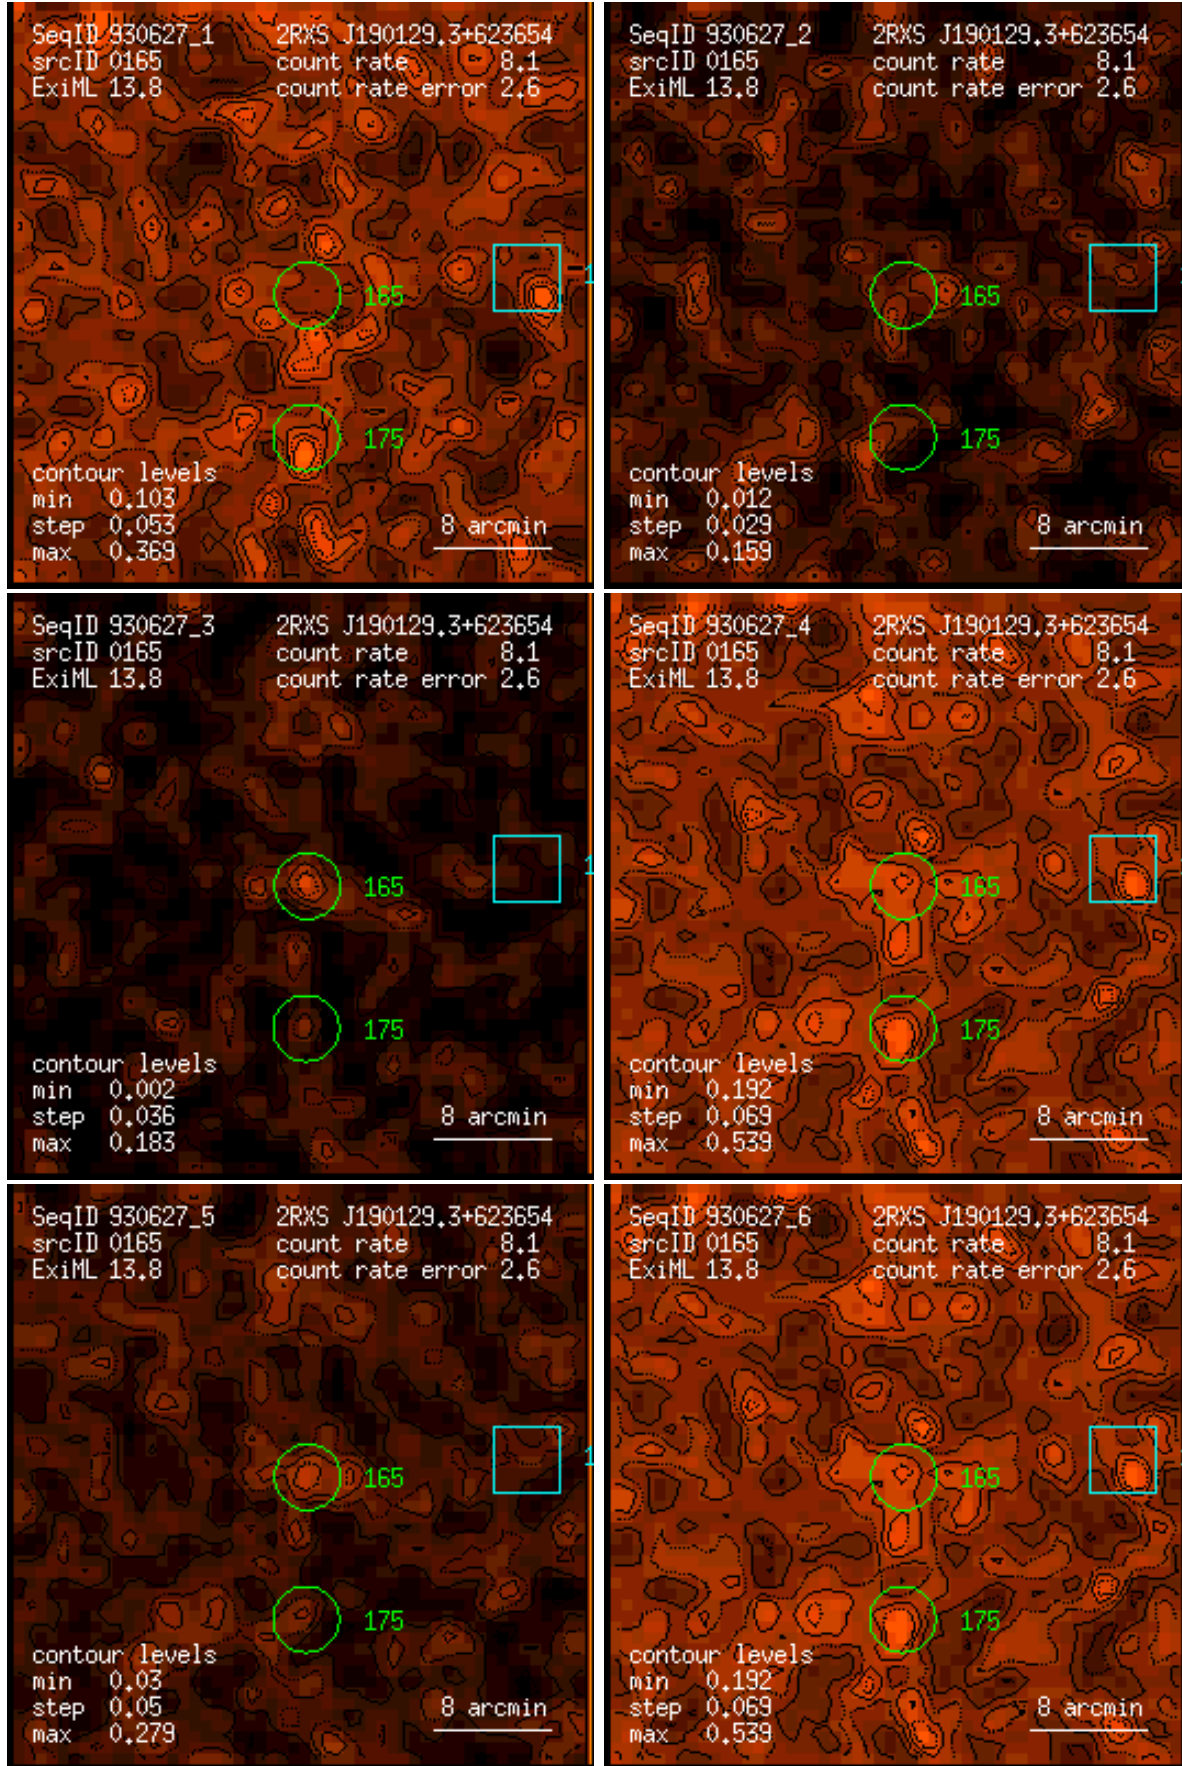 SeqID 930627_1 2RXS J190129.3+623654
srcID 0165 count rate 8.1
ExiML 13.8 count rate error 2.6
165
175
contour levels
min 0.103
step 0.053
max 0.369
8 arcmin
1
SeqID 930627_2 2RXS J190129.3+623654
srcID 0165 count rate 8.1
ExiML 13.8 count rate error 2.6
165
175
contour levels
min 0.012
step 0.029
max 0.159
8 arcmin
SeqID 930627_3 2RXS J190129.3+623654
srcID 0165 count rate 8.1
ExiML 13.8 count rate error 2.6
165
175
contour levels
min 0.002
step 0.036
max 0.183
8 arcmin
1
SeqID 930627_4 2RXS J190129.3+623654
srcID 0165 count rate 8.1
ExiML 13.8 count rate error 2.6
165
175
contour levels
min 0.192
step 0.069
max 0.539
8 arcmin
SeqID 930627_5 2RXS J190129.3+623654
srcID 0165 count rate 8.1
ExiML 13.8 count rate error 2.6
165
175
contour levels
min 0.03
step 0.05
max 0.279
8 arcmin
1
SeqID 930627_6 2RXS J190129.3+623654
srcID 0165 count rate 8.1
ExiML 13.8 count rate error 2.6
165
175
contour levels
min 0.192
step 0.069
max 0.539
8 arcmin